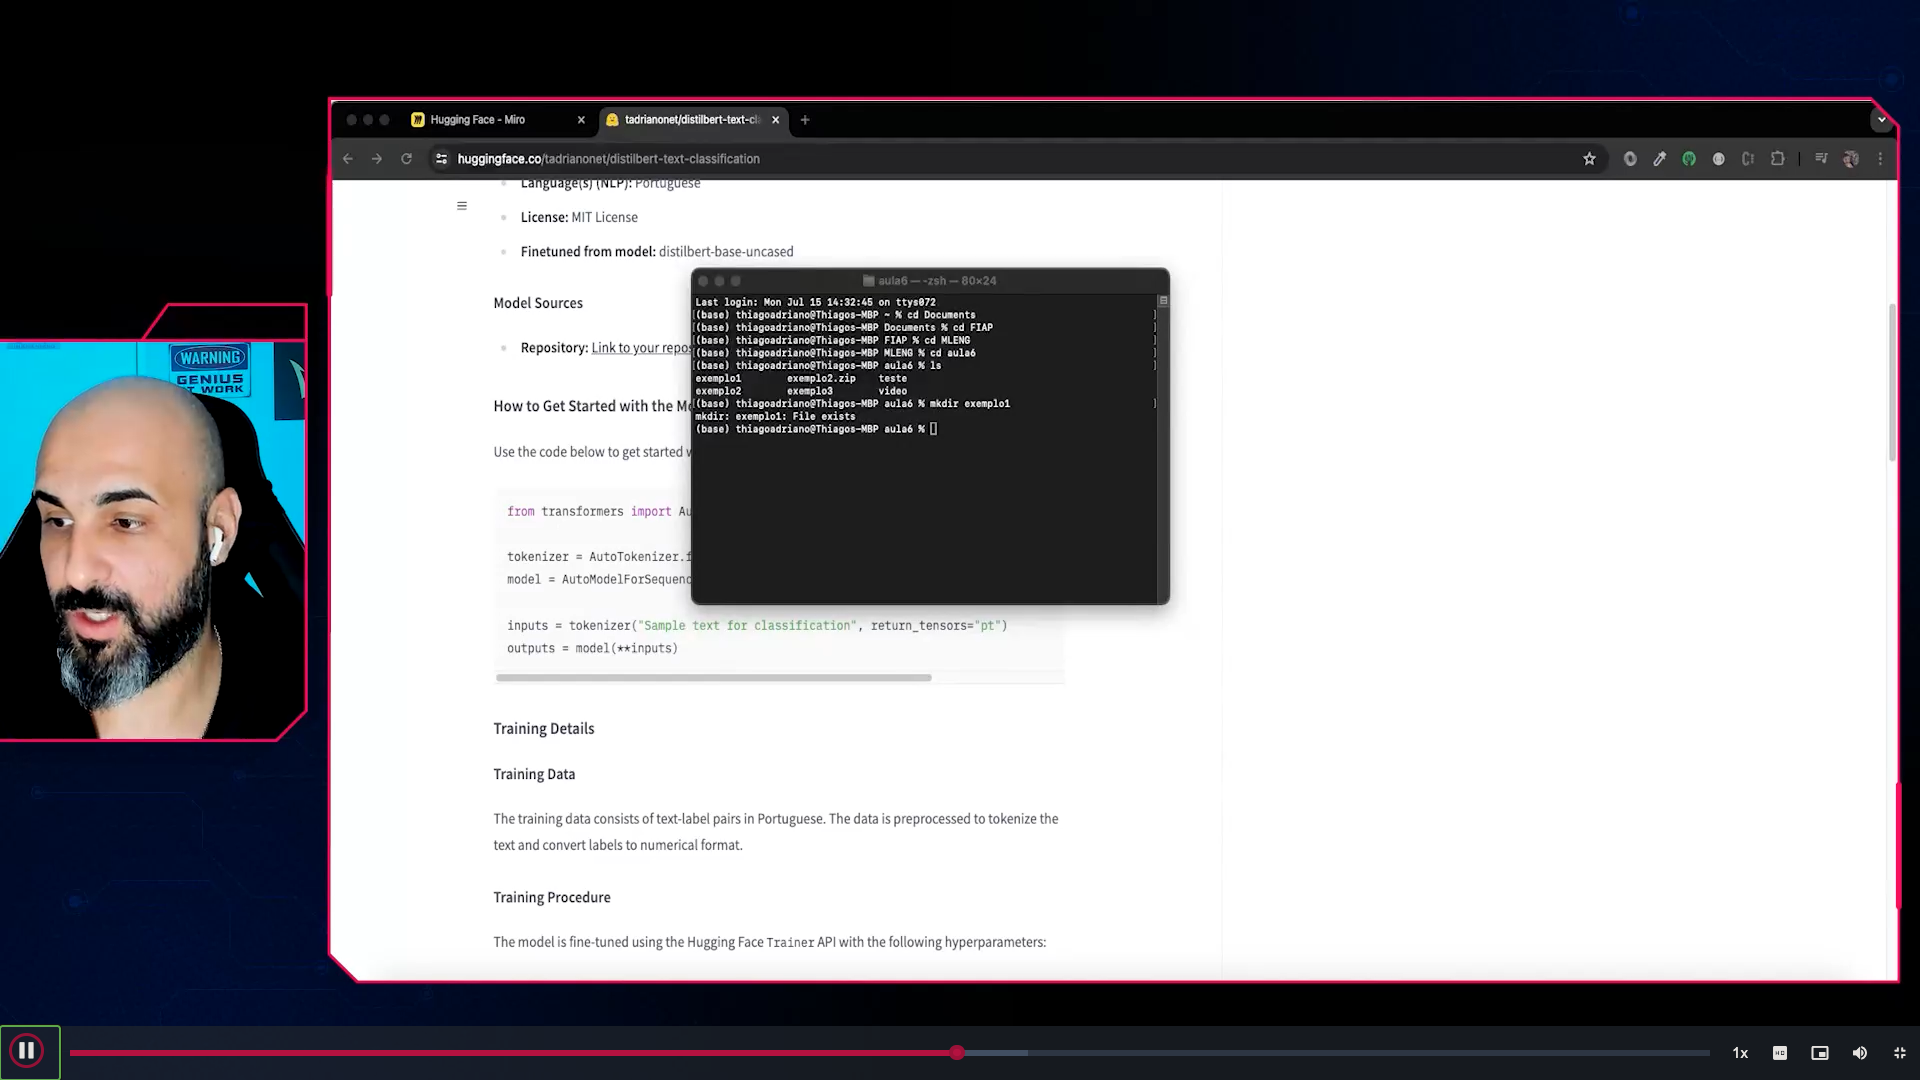 Hugging Face - Miro
tadrianonet/distilbert-text-cla
huggingface.co/tadrianonet/distilbert-text-classification
Language(s) (NLP): Portuguese
License: MIT License
Finetuned from model: distilbert-base-uncased
Model Sources
Repository: Link to your repos
How to Get Started with the Mo
Use the code below to get started w
from transformers import Au
tokenizer = AutoTokenizer.f
model = AutoModelForSequenc
inputs = tokenizer("Sample text for classification", return_tensors="pt")
outputs = model(**inputs)
Training Details
Training Data
The training data consists of text-label pairs in Portuguese. The data is preprocessed to tokenize the
text and convert labels to numerical format.
Training Procedure
The model is fine-tuned using the Hugging Face Trainer API with the following hyperparameters:
aula6 — -zsh — 80×24
Last login: Mon Jul 15 14:32:45 on ttys072
[(base) thiagoadriano@Thiagos-MBP ~ % cd Documents ]
[(base) thiagoadriano@Thiagos-MBP Documents % cd FIAP ]
[(base) thiagoadriano@Thiagos-MBP FIAP % cd MLENG ]
[(base) thiagoadriano@Thiagos-MBP MLENG % cd aula6 ]
[(base) thiagoadriano@Thiagos-MBP aula6 % ls ]
exemplo1 exemplo2.zip teste
exemplo2 exemplo3 video
[(base) thiagoadriano@Thiagos-MBP aula6 % mkdir exemplo1 ]
mkdir: exemplo1: File exists
(base) thiagoadriano@Thiagos-MBP aula6 %
WARNING
GENIUS
AT WORK
1x
HD